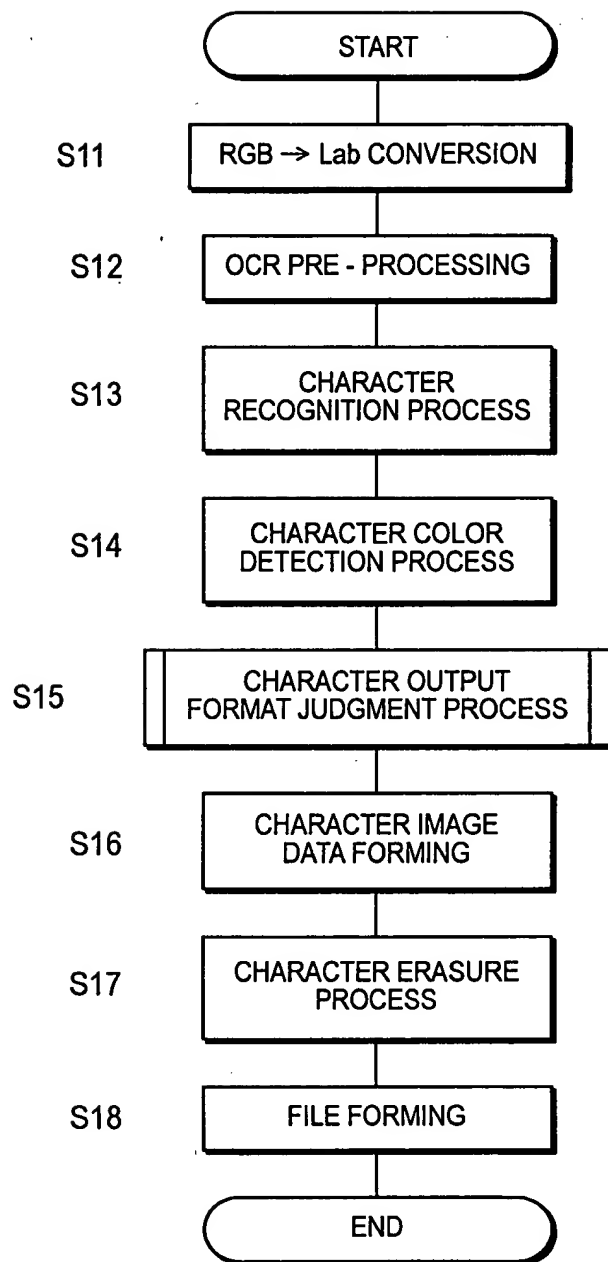 START
S11
RGB → Lab CONVERSION
S12
OCR PRE - PROCESSING
S13
CHARACTER
RECOGNITION PROCESS
S14
CHARACTER COLOR
DETECTION PROCESS
S15
CHARACTER OUTPUT
FORMAT JUDGMENT PROCESS
S16
CHARACTER IMAGE
DATA FORMING
S17
CHARACTER ERASURE
PROCESS
S18
FILE FORMING
END